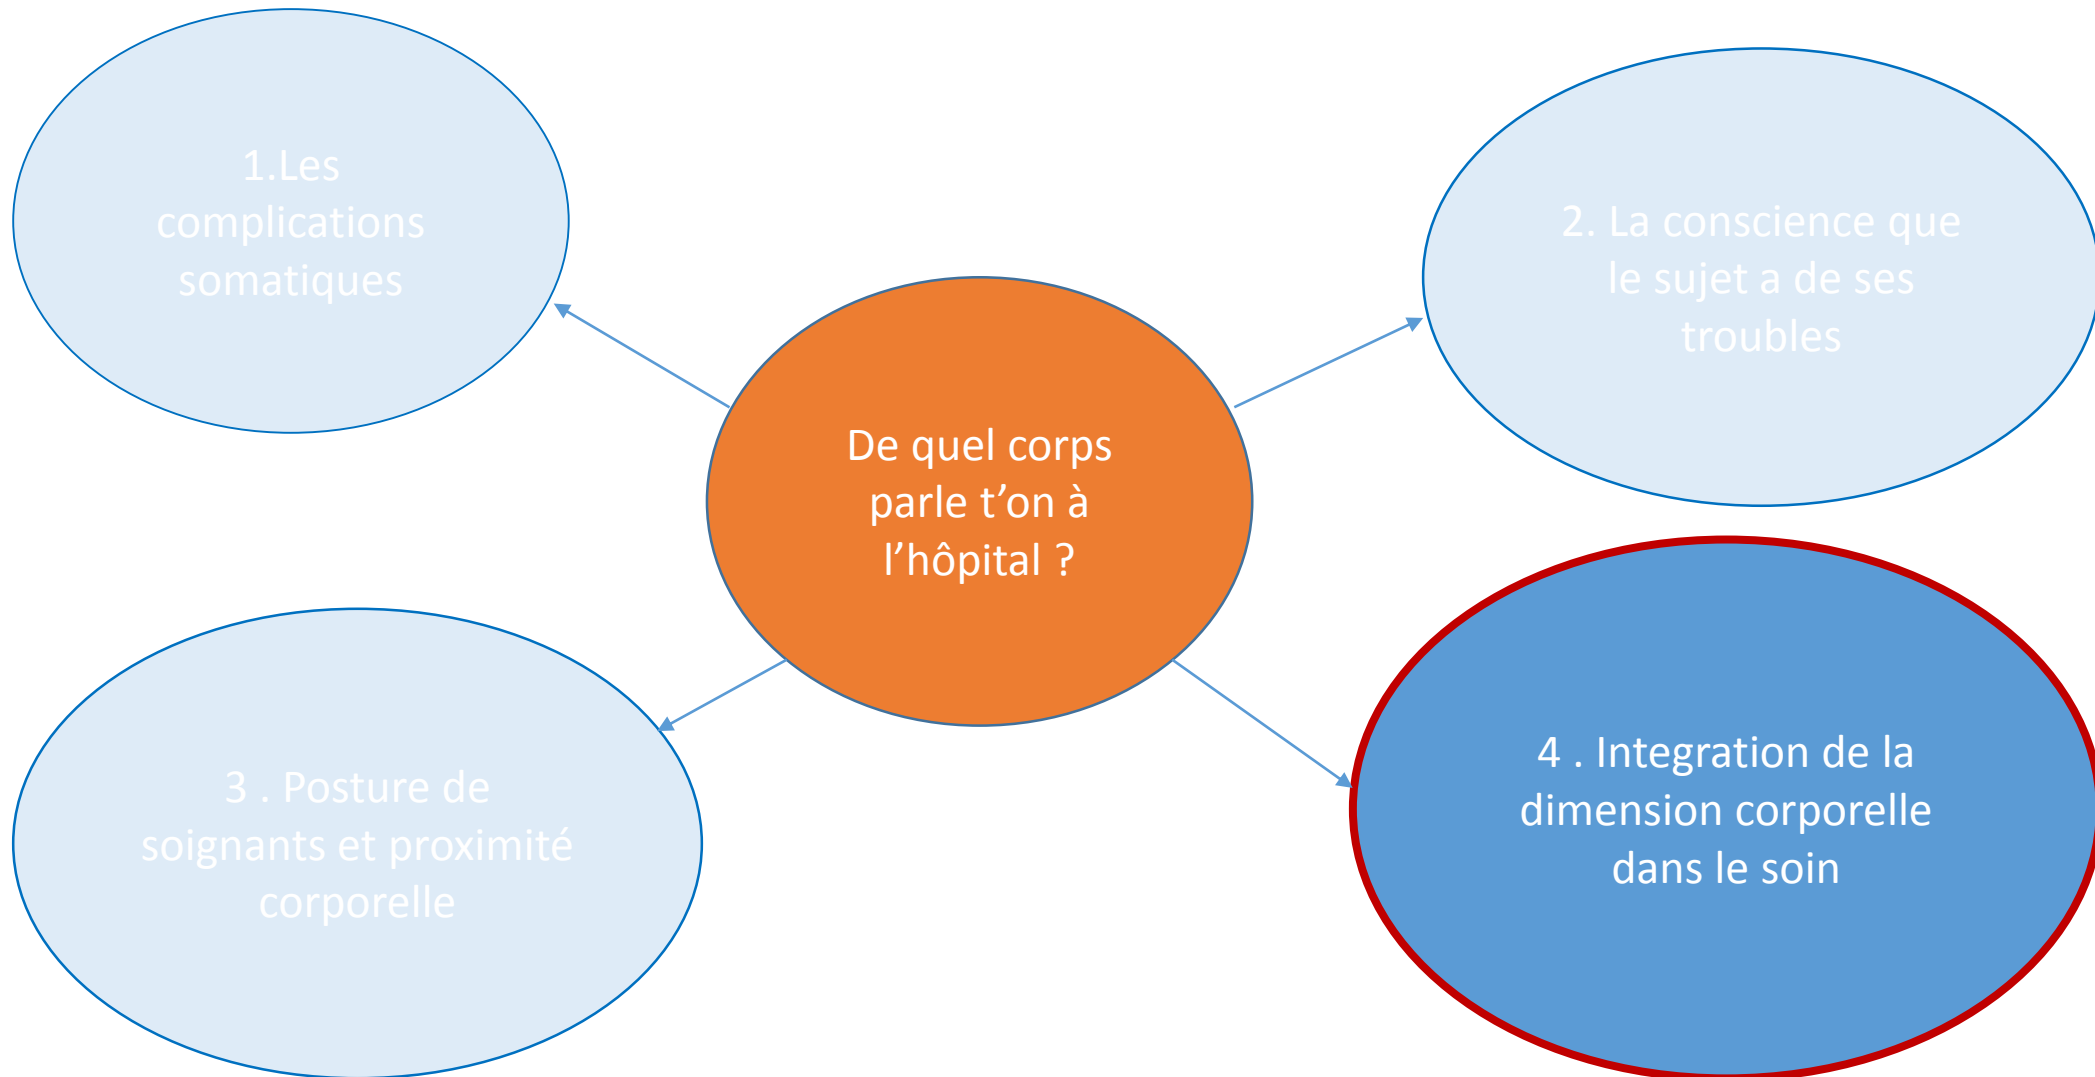 1.Les
complications
somatiques
2. La conscience que
le sujet a de ses
troubles
De quel corps
parle t’on à
l’hôpital ?
3 . Posture de
soignants et proximité
corporelle
4 . Integration de la
dimension corporelle
dans le soin